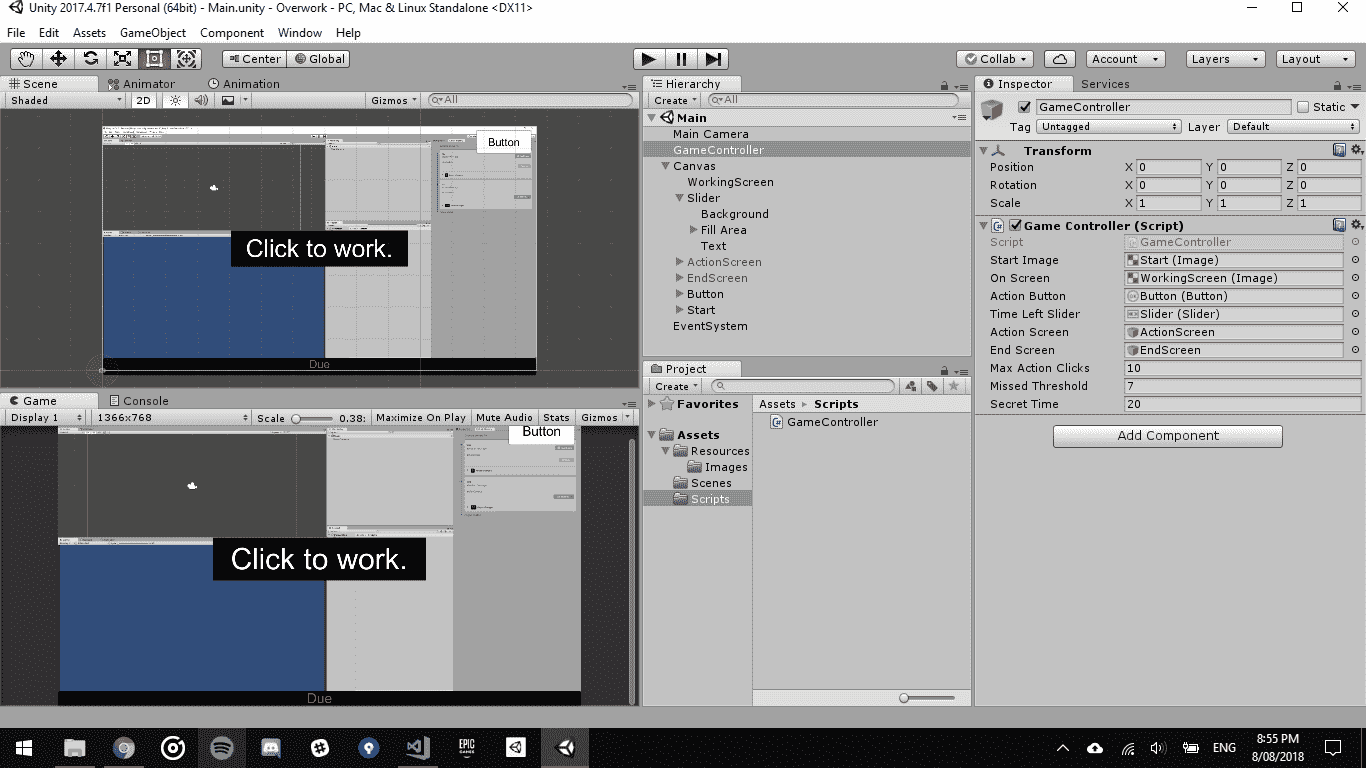 Unity 2017.4.7f1 Personal (64bit) - Main.unity - Overwork - PC, Mac & Linux Standalone <DX11>
File Edit Assets GameObject Component Window Help
Center Global
Collab Account Layers Layout
Scene Animator Animation
Shaded 2D Gizmos All
Button
Click to work.
Due
Game Console
Display 1 1366x768 Scale 0.38: Maximize On Play Mute Audio Stats Gizmos
Button
Click to work.
Due
Hierarchy
Create All
Main
Main Camera
GameController
Canvas
WorkingScreen
Slider
Background
Fill Area
Text
ActionScreen
EndScreen
Button
Start
EventSystem
Project
Create
Favorites
Assets
Resources
Images
Scenes
Scripts
Assets Scripts
GameController
Inspector Services
GameController Static
Tag Untagged Layer Default
Transform
Position X 0 Y 0 Z 0
Rotation X 0 Y 0 Z 0
Scale X 1 Y 1 Z 1
Game Controller (Script)
Script GameController
Start Image Start (Image)
On Screen WorkingScreen (Image)
Action Button Button (Button)
Time Left Slider Slider (Slider)
Action Screen ActionScreen
End Screen EndScreen
Max Action Clicks 10
Missed Threshold 7
Secret Time 20
Add Component
EPIC GAMES
ENG
8:55 PM
8/08/2018